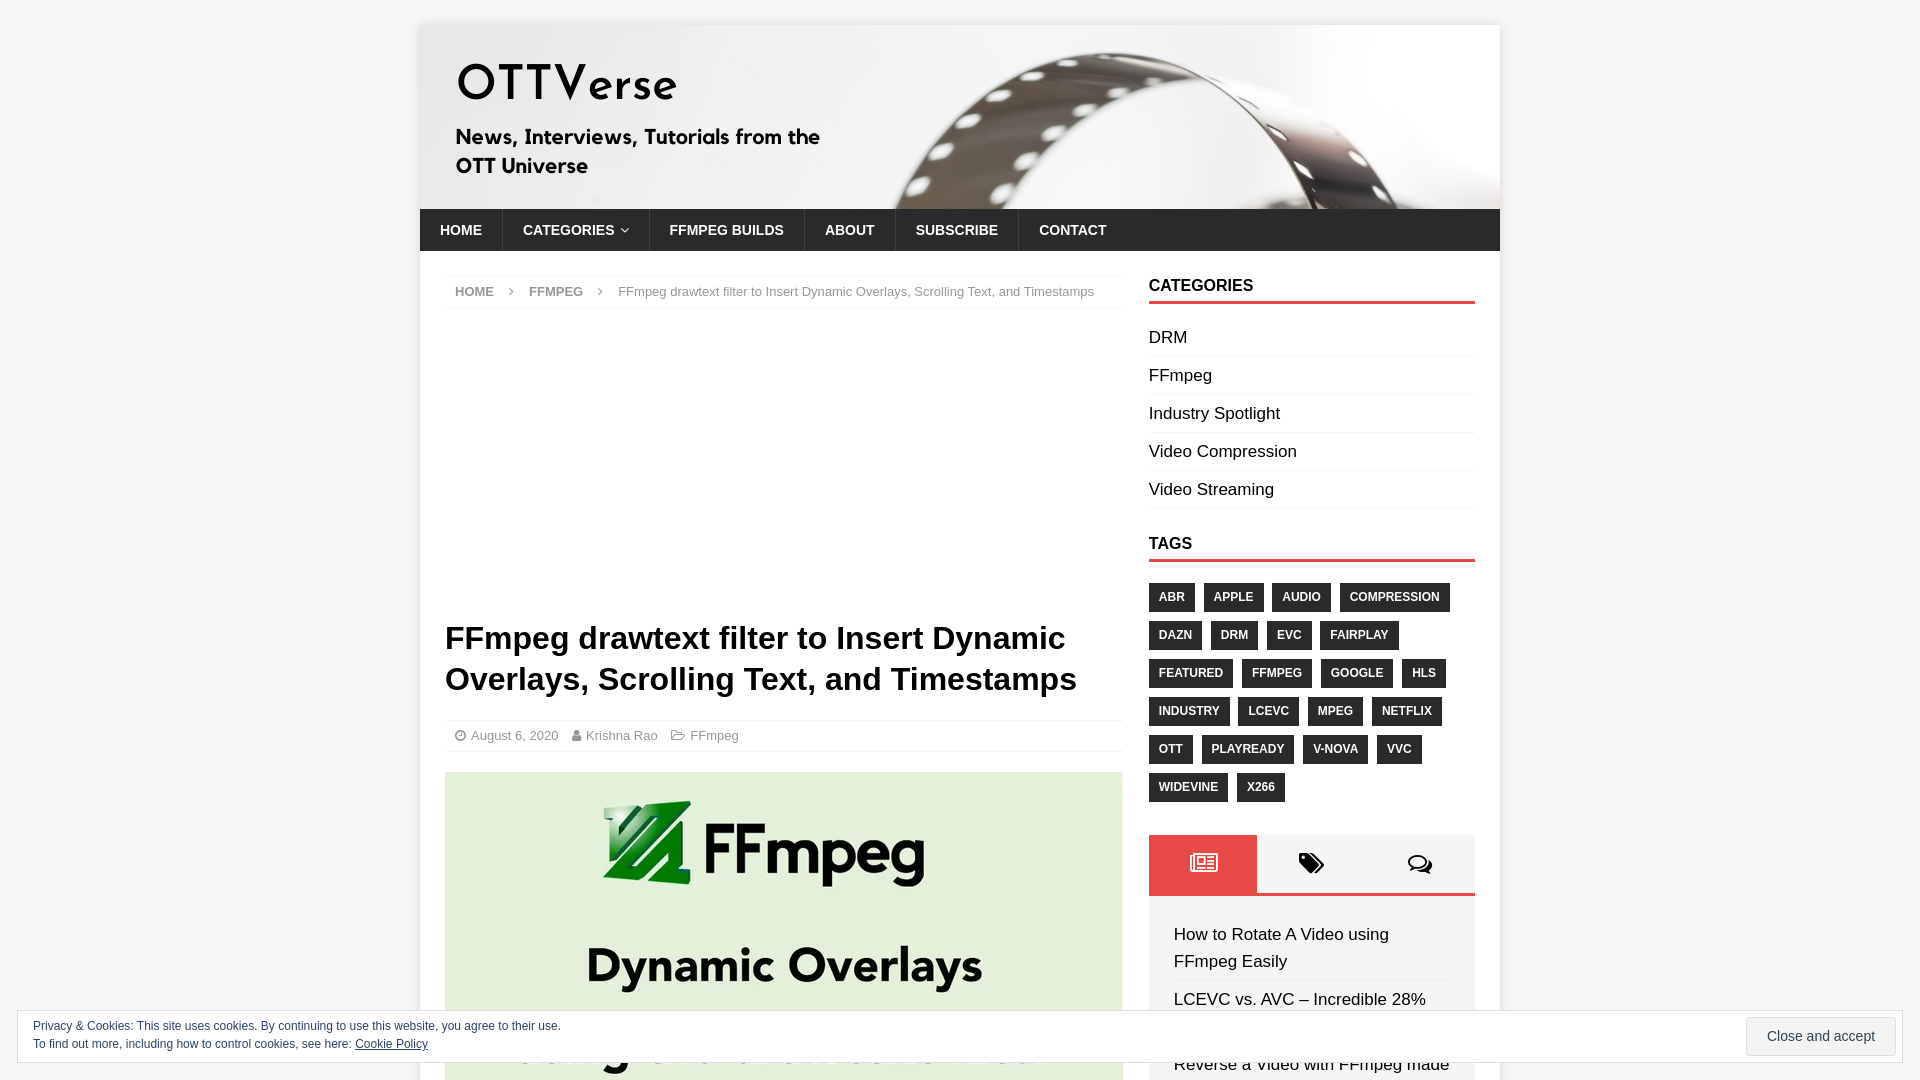 OTTVerse
News, Interviews, Tutorials from the
OTT Universe
HOME
CATEGORIES
FFMPEG BUILDS
ABOUT
SUBSCRIBE
CONTACT
HOME
FFMPEG
FFmpeg drawtext filter to Insert Dynamic Overlays, Scrolling Text, and Timestamps
FFmpeg drawtext filter to Insert Dynamic
Overlays, Scrolling Text, and Timestamps
August 6, 2020
Krishna Rao
FFmpeg
FFmpeg
Dynamic Overlays
CATEGORIES
DRM
FFmpeg
Industry Spotlight
Video Compression
Video Streaming
TAGS
ABR APPLE AUDIO COMPRESSION
DAZN DRM EVC FAIRPLAY
FEATURED FFMPEG GOOGLE HLS
INDUSTRY LCEVC MPEG NETFLIX
OTT PLAYREADY V-NOVA VVC
WIDEVINE X266
How to Rotate A Video using
FFmpeg Easily
LCEVC vs. AVC – Incredible 28%
Reverse a Video with FFmpeg made
Privacy & Cookies: This site uses cookies. By continuing to use this website, you agree to their use.
To find out more, including how to control cookies, see here: Cookie Policy
Close and accept